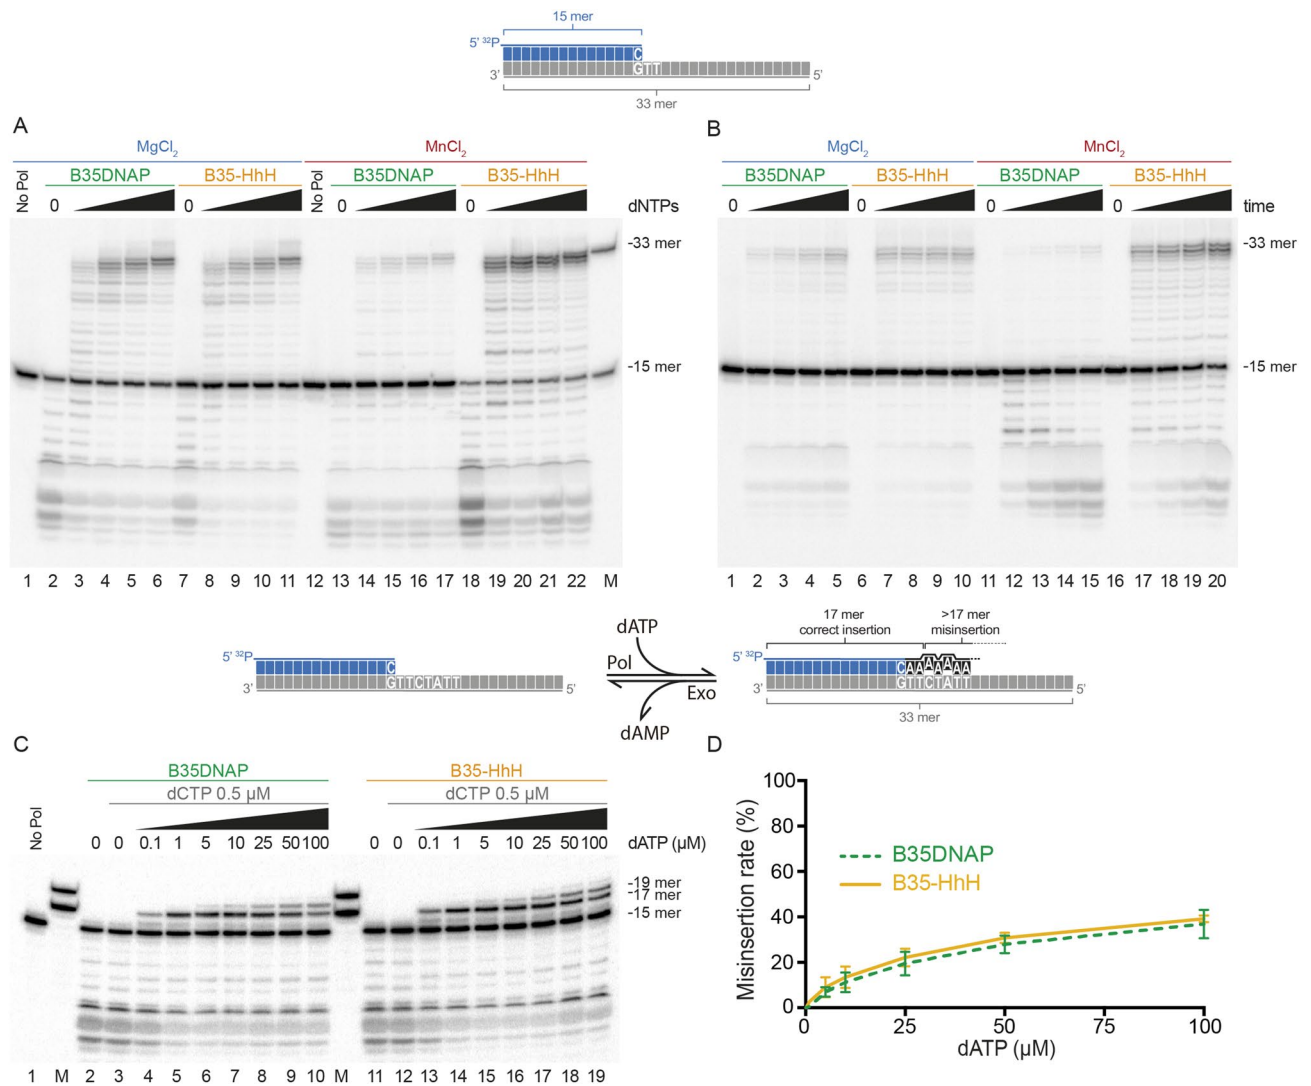 15 mer
5' ³²P
C
3' GTT 5'
33 mer
A
MgCl₂ MnCl₂
No Pol B35DNAP B35-HhH No Pol B35DNAP B35-HhH
0 0 0 0 dNTPs
-33 mer
-15 mer
1 2 3 4 5 6 7 8 9 10 11 12 13 14 15 16 17 18 19 20 21 22 M
B
MgCl₂ MnCl₂
B35DNAP B35-HhH B35DNAP B35-HhH
0 0 0 0 time
-33 mer
-15 mer
1 2 3 4 5 6 7 8 9 10 11 12 13 14 15 16 17 18 19 20
5' ³²P
C
3' GTTCTATT 5'
dATP
Pol
Exo
dAMP
17 mer >17 mer
correct insertion misinsertion
5' ³²P
CAAAAAAA
3' GTTCTATT 5'
33 mer
C
B35DNAP B35-HhH
No Pol dCTP 0.5 µM dCTP 0.5 µM
0 0 0.1 1 5 10 25 50 100 0 0 0.1 1 5 10 25 50 100 dATP (µM)
-19 mer
-17 mer
-15 mer
1 M 2 3 4 5 6 7 8 9 10 M 11 12 13 14 15 16 17 18 19
D
Misinsertion rate (%)
100
80
60
40
20
0
B35DNAP
B35-HhH
0 25 50 75 100
dATP (µM)